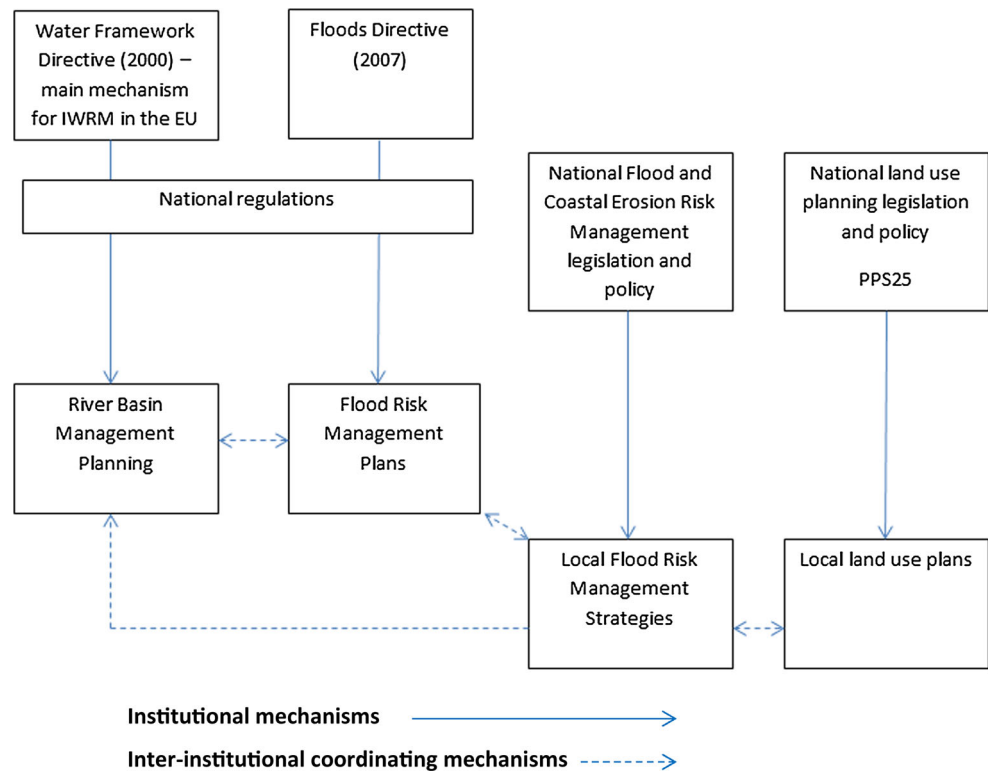 Water Framework
Directive (2000) –
main mechanism
for IWRM in the EU
Floods Directive
(2007)
National regulations
National Flood and
Coastal Erosion Risk
Management
legislation and
policy
National land use
planning legislation
and policy
PPS25
River Basin
Management
Planning
Flood Risk
Management
Plans
Local Flood Risk
Management
Strategies
Local land use plans
Institutional mechanisms
Inter-institutional coordinating mechanisms